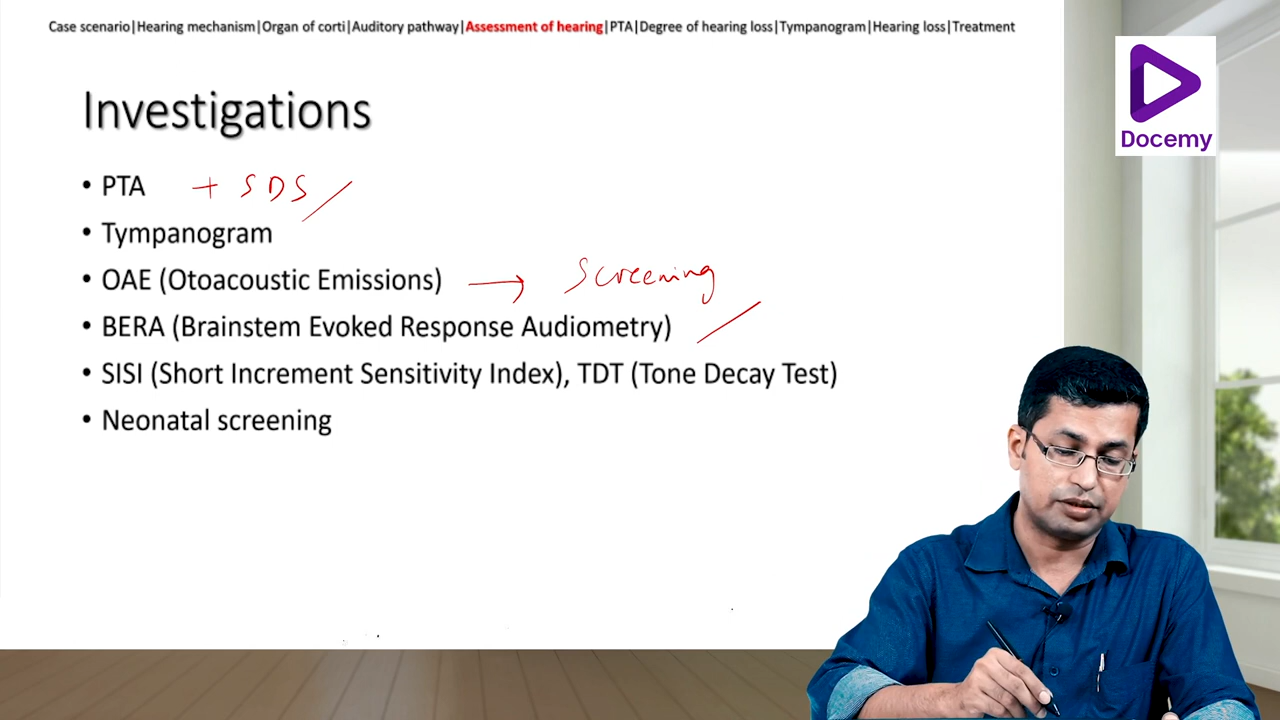 Case scenario|Hearing mechanism|Organ of corti|Auditory pathway|Assessment of hearing|PTA|Degree of hearing loss|Tympanogram|Hearing loss|Treatment
Docemy
Investigations
• PTA + SDS
• Tympanogram
• OAE (Otoacoustic Emissions) → Screening
• BERA (Brainstem Evoked Response Audiometry)
• SISI (Short Increment Sensitivity Index), TDT (Tone Decay Test)
• Neonatal screening